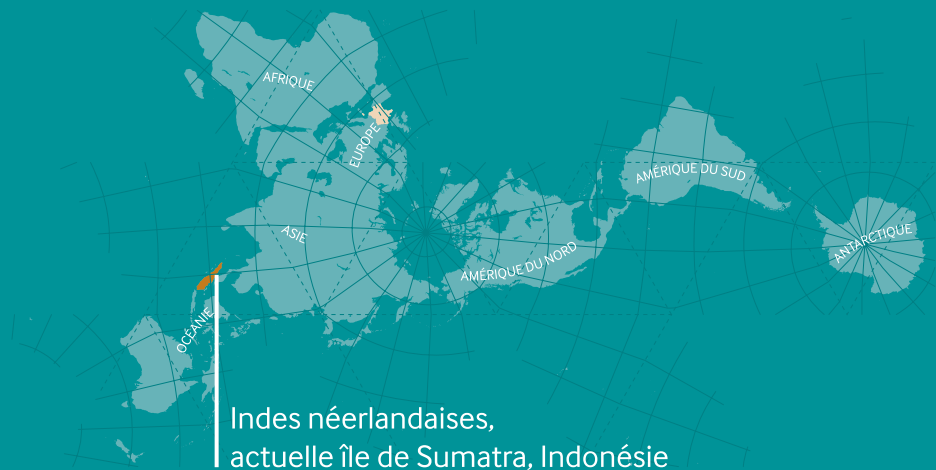 AFRIQUE
EUROPE
AMÉRIQUE DU SUD
ASIE
AMÉRIQUE DU NORD
ANTARCTIQUE
OCÉANIE
Indes néerlandaises,
actuelle île de Sumatra, Indonésie